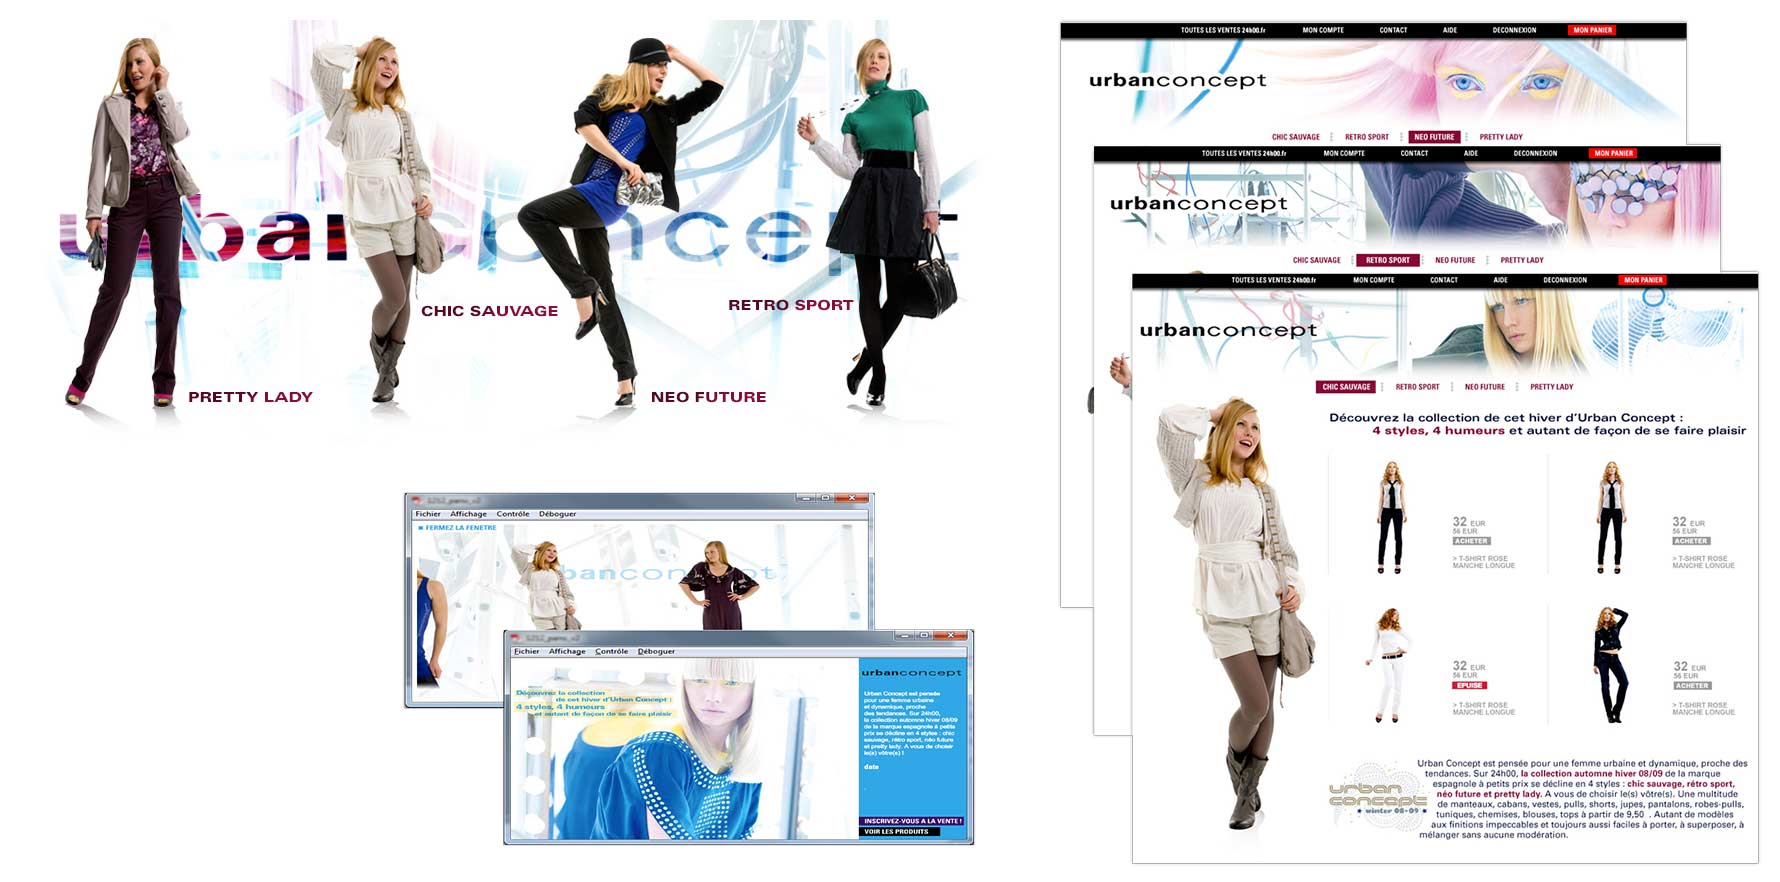 urbanconcept
CHIC SAUVAGE
RETRO SPORT
PRETTY LADY
NEO FUTURE
Fichier Affichage Contrôle Déboguer
FERMEZ LA FENETRE
banconcept
Fichier Affichage Contrôle Déboguer
Découvrez la collection
de cet hiver d'Urban Concept :
4 styles, 4 humeurs
et autant de façon de se faire plaisir
urbanconcept
Urban Concept est pensée
pour une femme urbaine
et dynamique, proche
des tendances. Sur 24h00,
la collection automne hiver 08/09
de la marque espagnole à petits
prix se décline en 4 styles : chic
sauvage, rétro sport, néo future
et pretty lady. A vous de choisir
le(s) vôtre(s) !
date
INSCRIVEZ-VOUS A LA VENTE !
VOIR LES PRODUITS
TOUTES LES VENTES 24h00.fr MON COMPTE CONTACT AIDE DECONNEXION MON PANIER
urbanconcept
CHIC SAUVAGE RETRO SPORT NEO FUTURE PRETTY LADY
TOUTES LES VENTES 24h00.fr MON COMPTE CONTACT AIDE DECONNEXION MON PANIER
urbanconcept
CHIC SAUVAGE RETRO SPORT NEO FUTURE PRETTY LADY
TOUTES LES VENTES 24h00.fr MON COMPTE CONTACT AIDE DECONNEXION MON PANIER
urbanconcept
CHIC SAUVAGE RETRO SPORT NEO FUTURE PRETTY LADY
Découvrez la collection de cet hiver d'Urban Concept :
4 styles, 4 humeurs et autant de façon de se faire plaisir
32 EUR
56 EUR
ACHETER
> T-SHIRT ROSE
MANCHE LONGUE
32 EUR
56 EUR
ACHETER
> T-SHIRT ROSE
MANCHE LONGUE
32 EUR
56 EUR
EPUISE
> T-SHIRT ROSE
MANCHE LONGUE
32 EUR
56 EUR
ACHETER
> T-SHIRT ROSE
MANCHE LONGUE
urban
concept
winter 08-09
Urban Concept est pensée pour une femme urbaine et dynamique, proche des
tendances. Sur 24h00, la collection automne hiver 08/09 de la marque
espagnole à petits prix se décline en 4 styles : chic sauvage, rétro sport,
néo future et pretty lady. A vous de choisir le(s) vôtre(s). Une multitude
de manteaux, cabans, vestes, pulls, shorts, jupes, pantalons, robes-pulls,
tuniques, chemises, blouses, tops à partir de 9,50 . Autant de modèles
aux finitions impeccables et toujours aussi faciles à porter, à superposer, à
mélanger sans aucune modération.